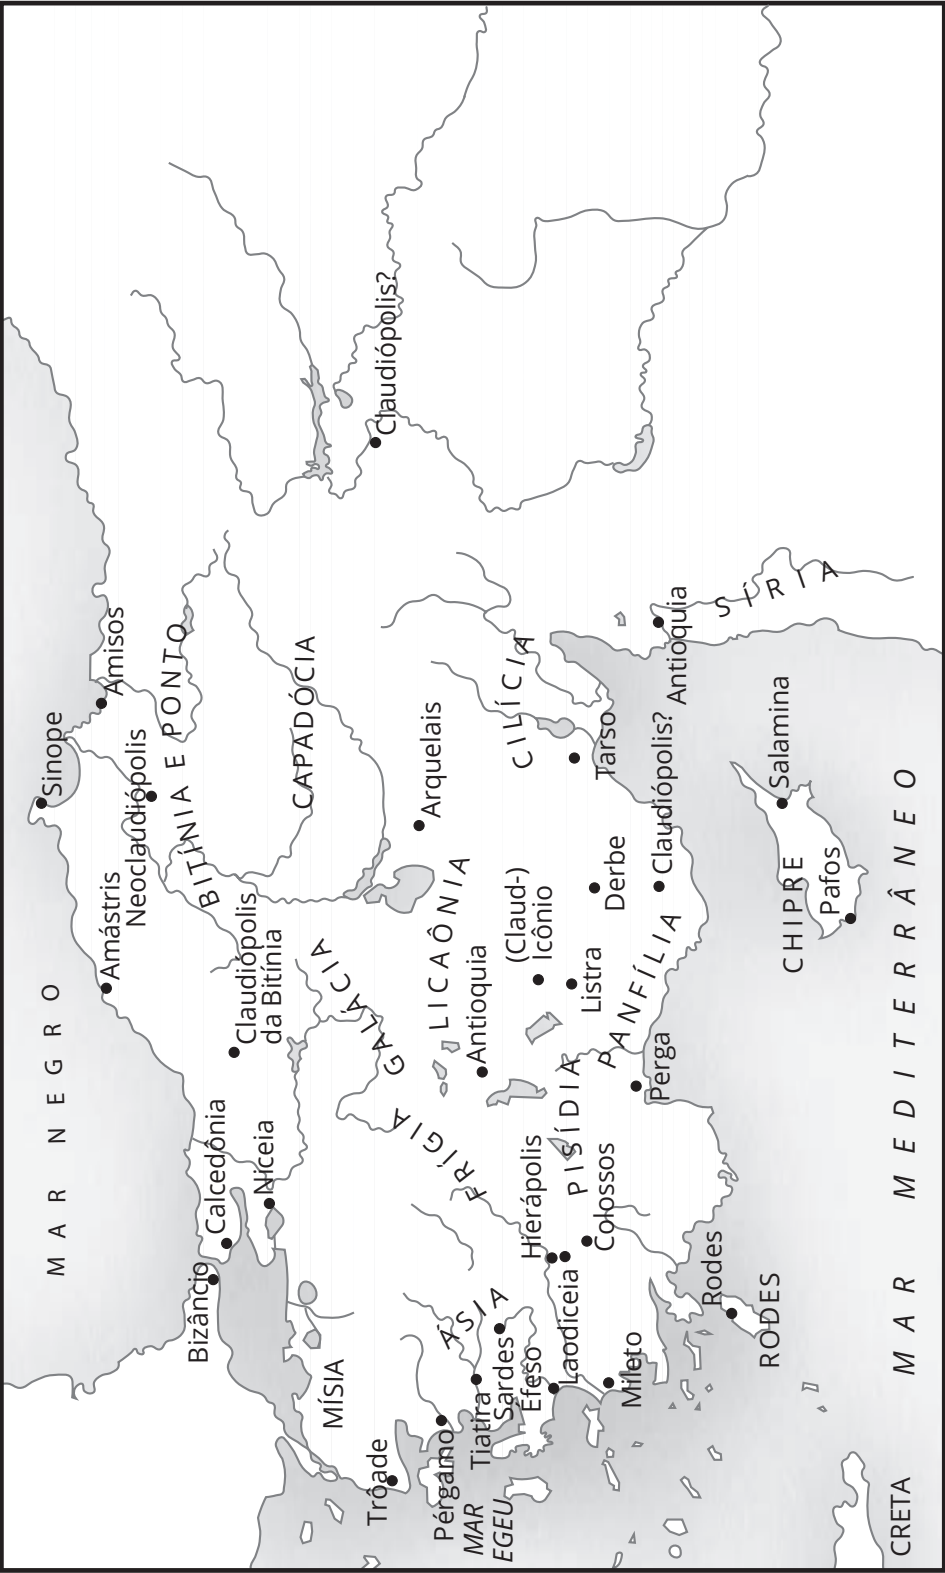 MAR NEGRO
Sinope
Amisos
Amástris
Neoclaudiópolis
BITÍNIA E PONTO
Claudiópolis
da Bitínia
Calcedônia
Bizâncio
Niceia
CAPADÓCIA
GALÁCIA
MÍSIA
Trôade
Claudiópolis?
Arquelais
LICAÔNIA
Antioquia
FRÍGIA
ÁSIA
Pérgamo
Tiatira
Sardes
MAR
EGEU
CILÍCIA
Tarso
(Claud-)
Icônio
Derbe
Listra
PISÍDIA
Hierápolis
Colossos
Laodiceia
Éfeso
Mileto
SÍRIA
Antioquia
Claudiópolis?
PANFÍLIA
Perga
Salamina
CHIPRE
Pafos
Rodes
RODES
MAR MEDITERRÂNEO
CRETA